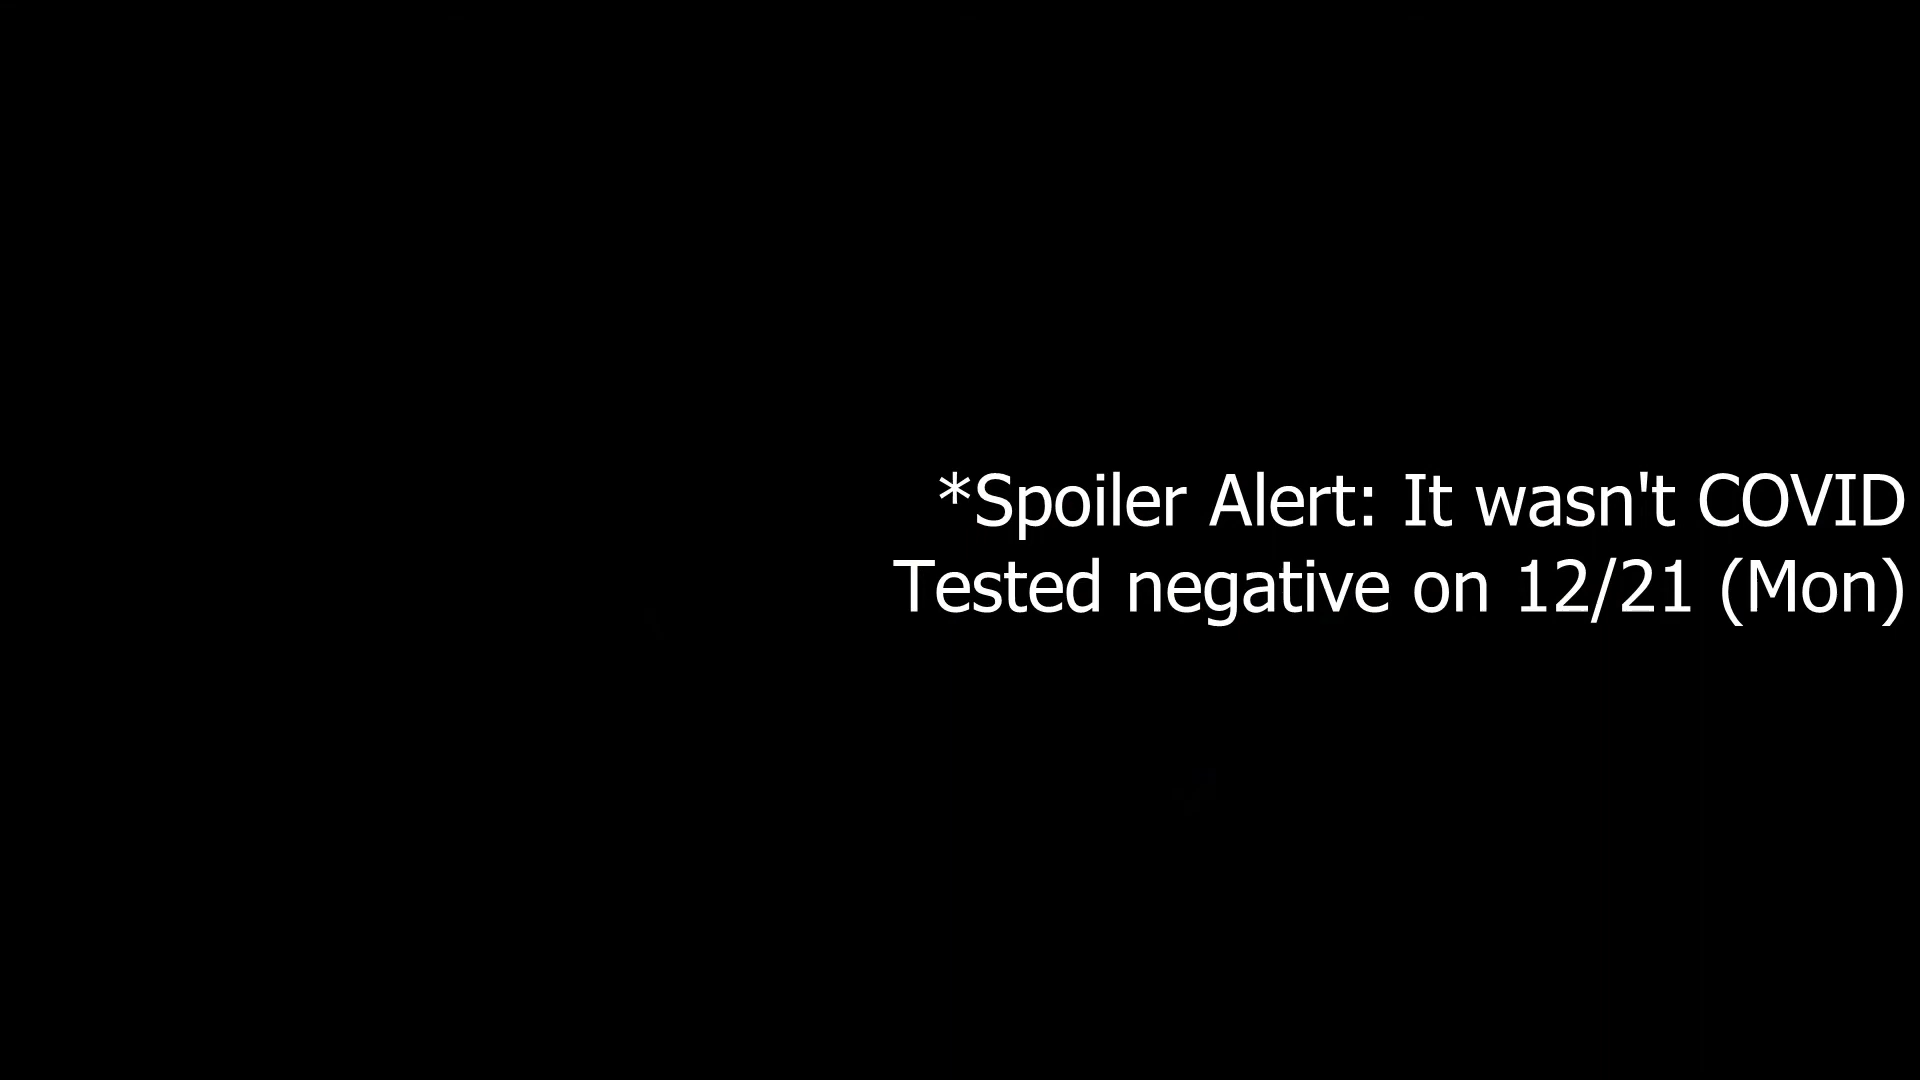 *Spoiler Alert: It wasn't COVID
Tested negative on 12/21 (Mon)